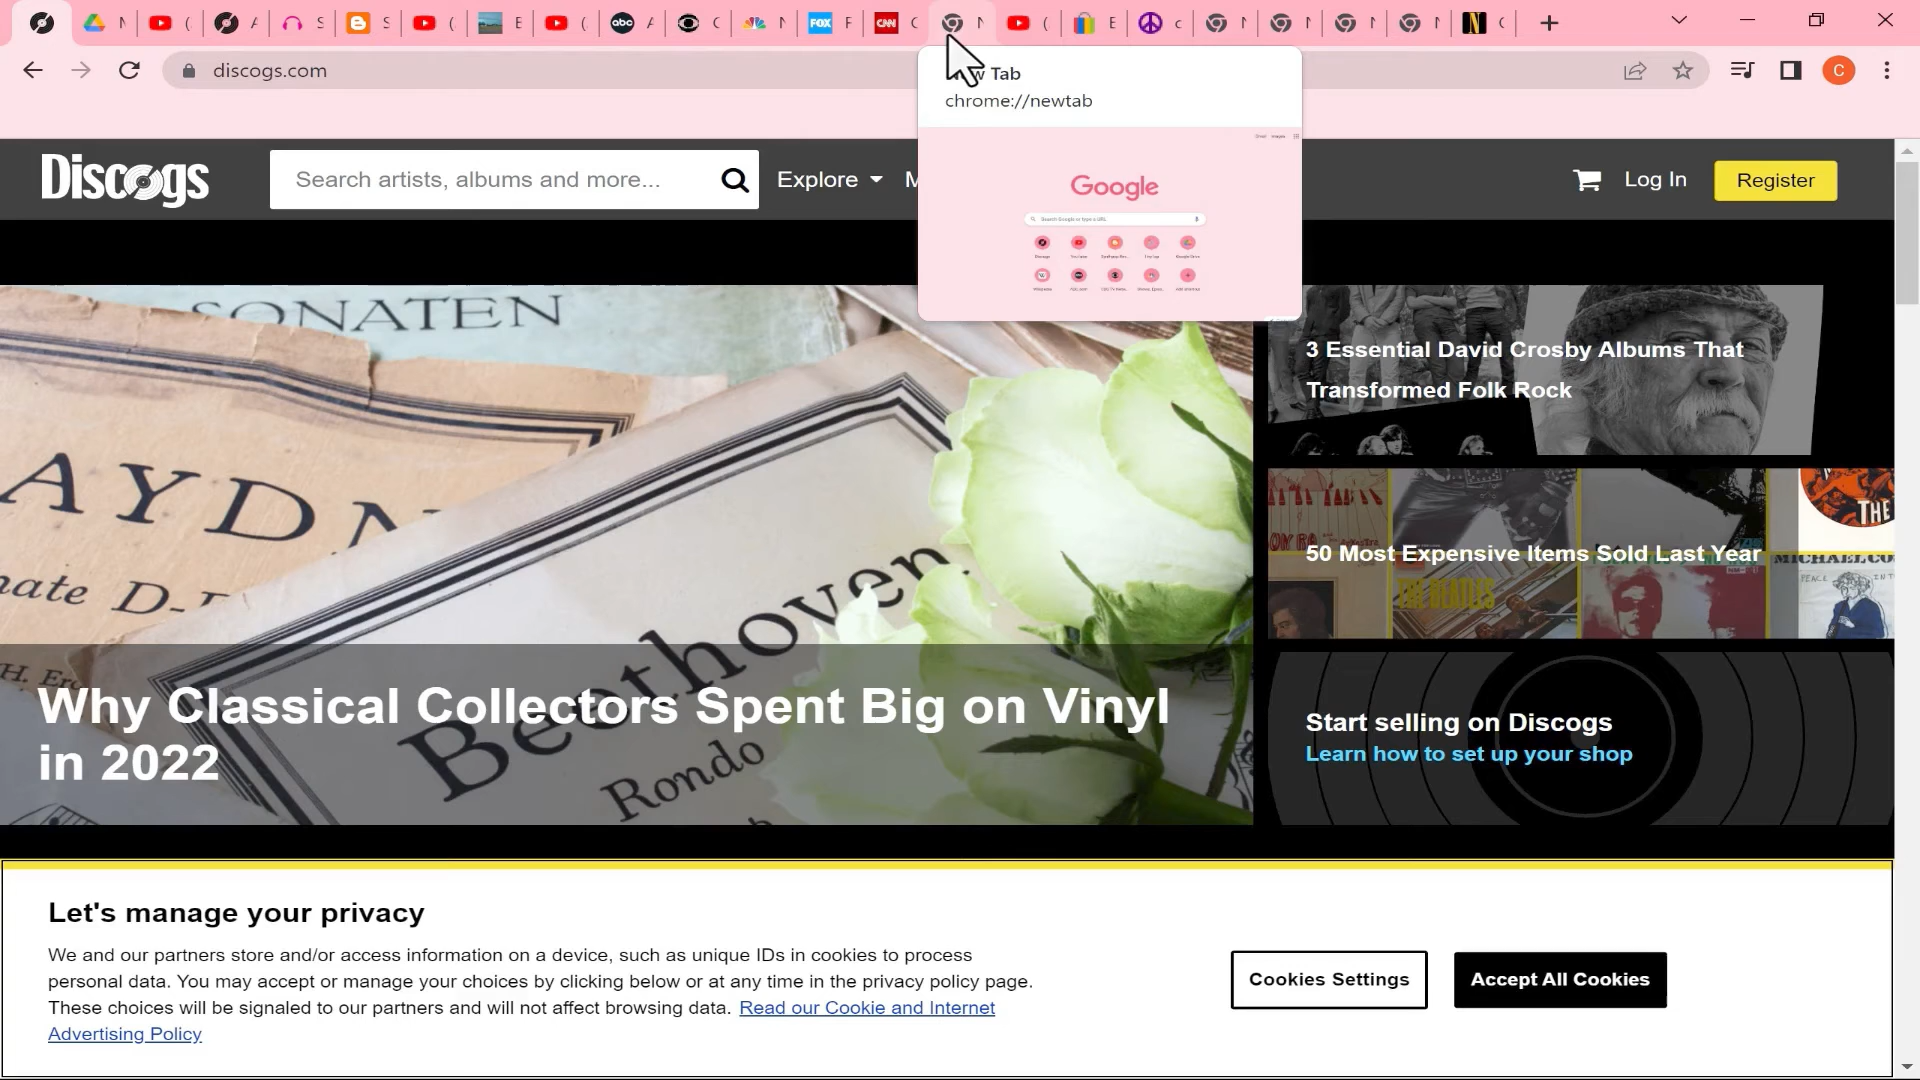 discogs.com
Tab
chrome://newtab
Google
Search Google or type a URL
Discogs
Search artists, albums and more...
Explore
Log In
Register
SONATEN
AYDN
Beethoven
Rondo
Why Classical Collectors Spent Big on Vinyl
in 2022
3 Essential David Crosby Albums That
Transformed Folk Rock
50 Most Expensive Items Sold Last Year
THE BEATLES
Start selling on Discogs
Learn how to set up your shop
Let's manage your privacy
We and our partners store and/or access information on a device, such as unique IDs in cookies to process
personal data. You may accept or manage your choices by clicking below or at any time in the privacy policy page.
These choices will be signaled to our partners and will not affect browsing data. Read our Cookie and Internet
Advertising Policy
Cookies Settings
Accept All Cookies